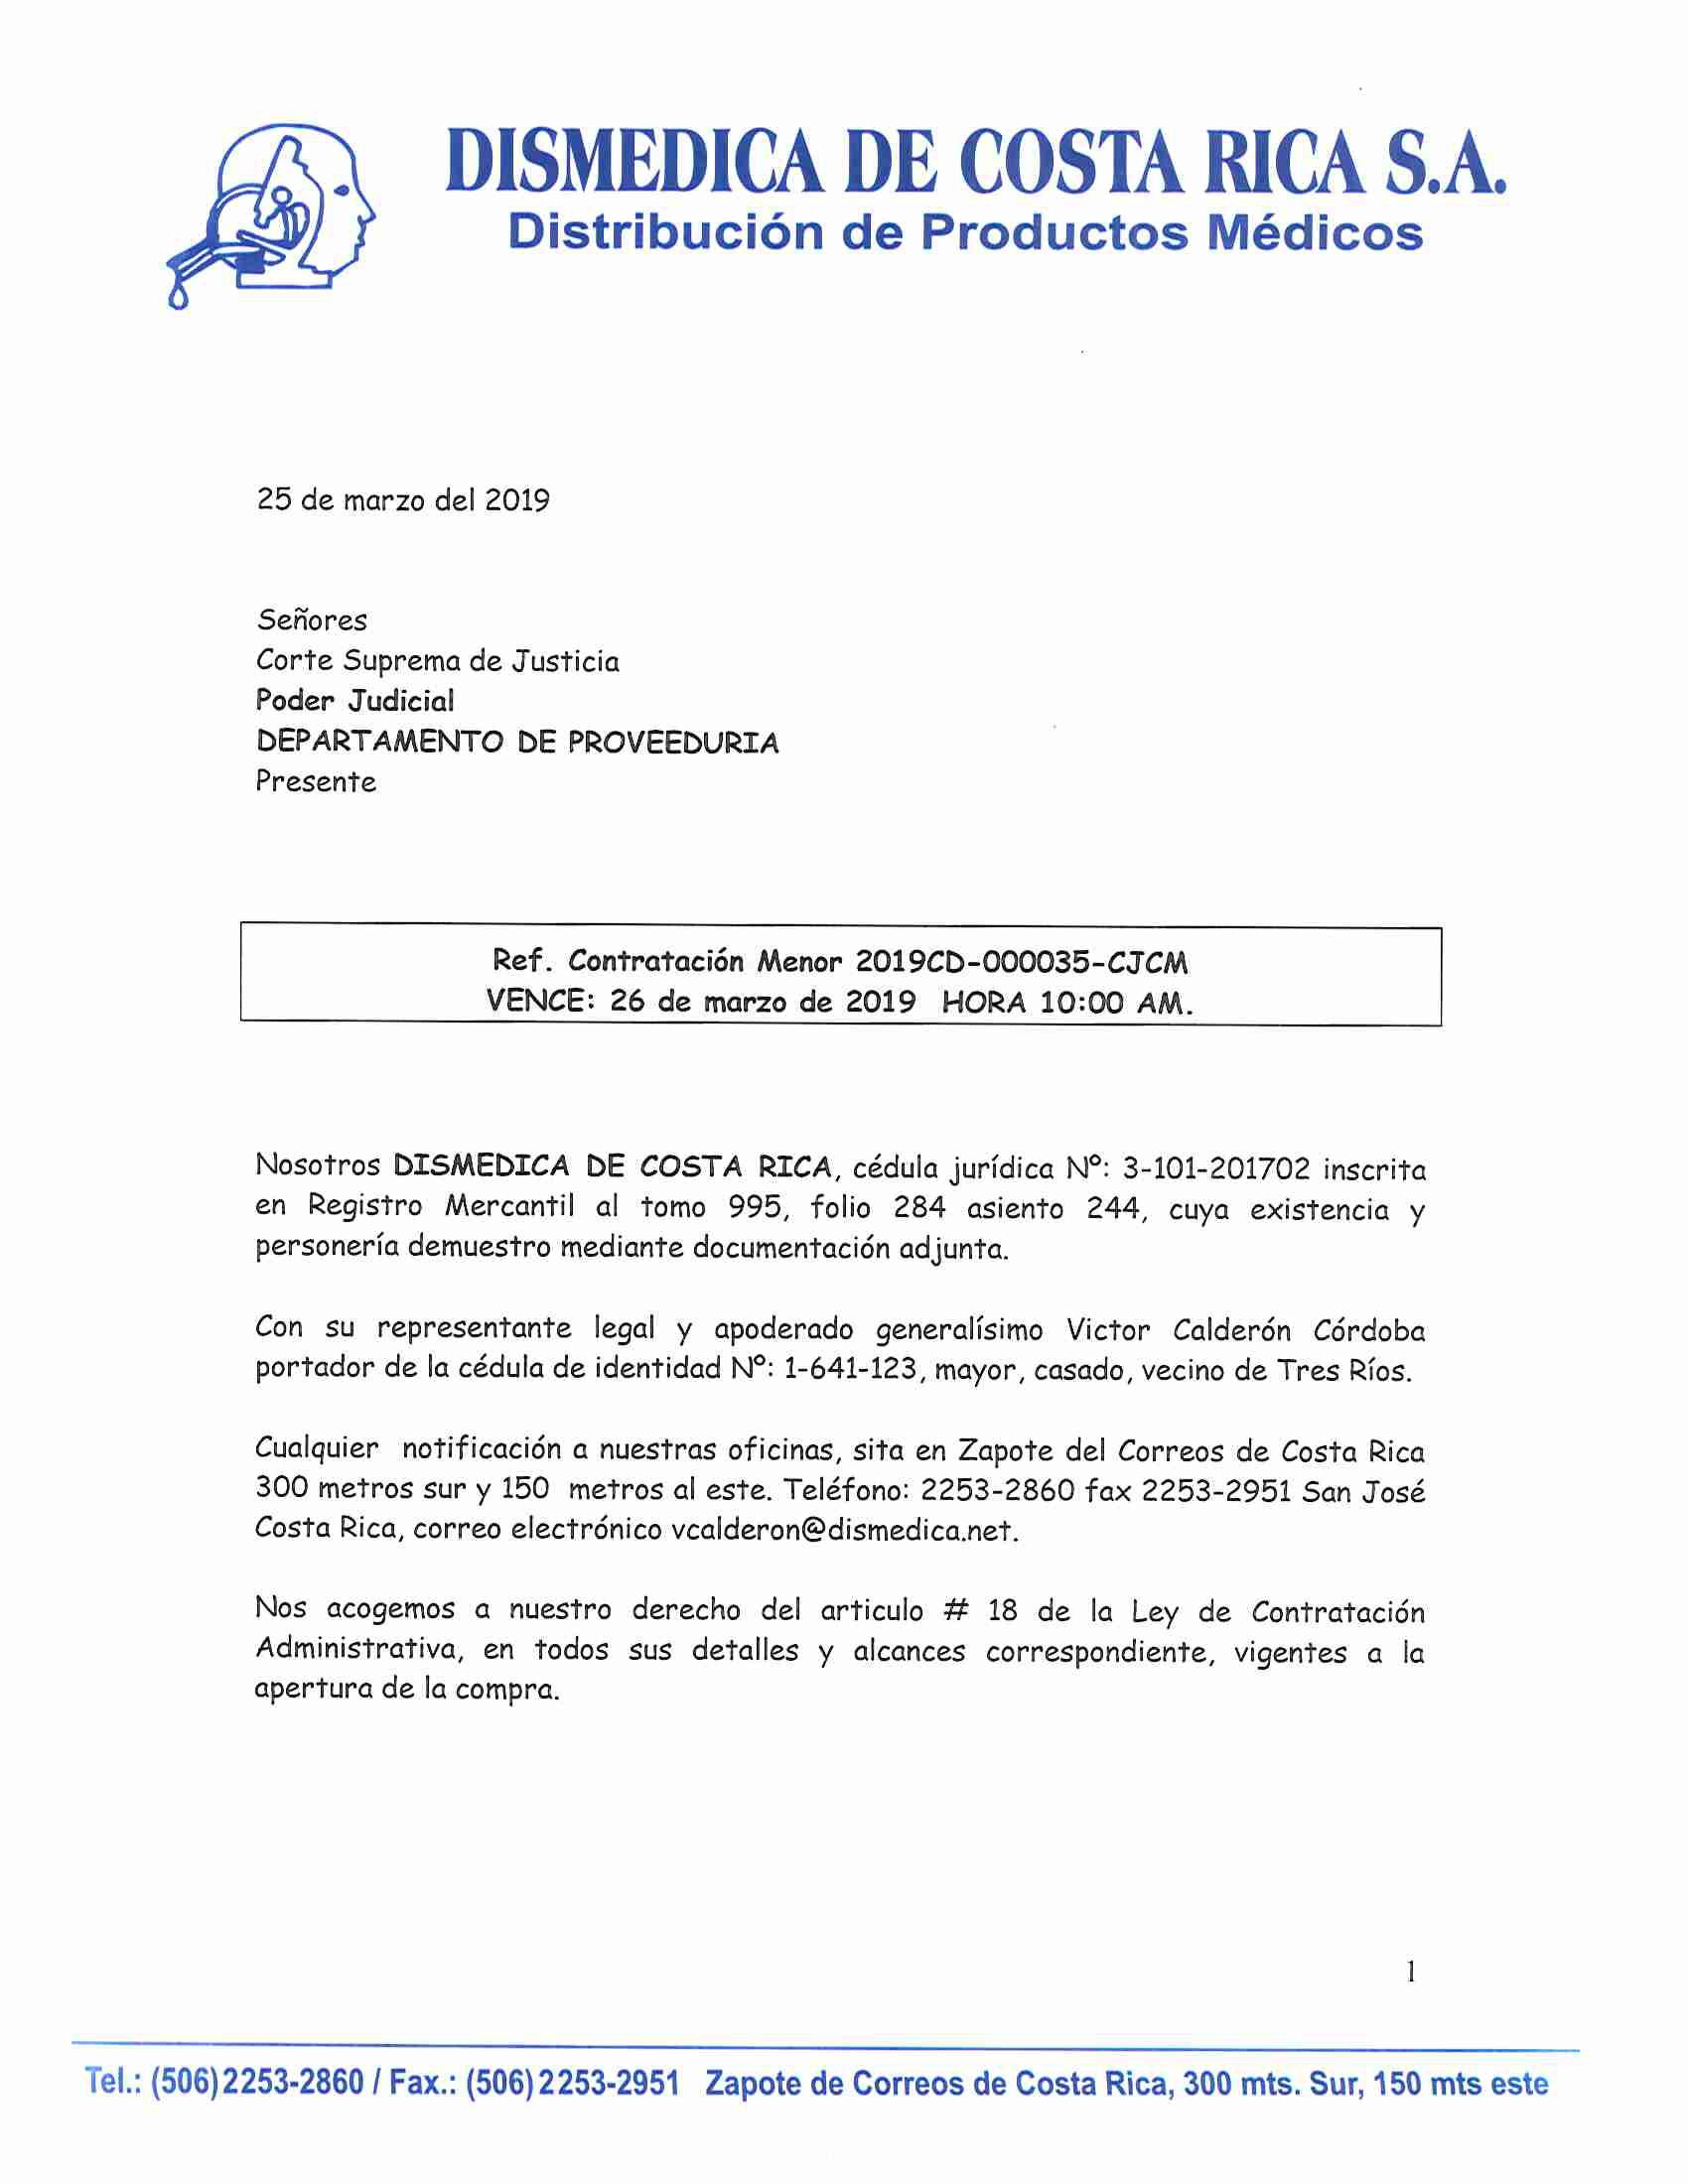 DISMEDICA DE COSTA RICA S.A.
Distribución de Productos Médicos
25 de marzo del 2019
Señores
Corte Suprema de Justicia
Poder Judicial
DEPARTAMENTO DE PROVEEDURIA
Presente
Ref. Contratación Menor 2019CD-000035-CJCM
VENCE: 26 de marzo de 2019 HORA 10:00 AM.
Nosotros DISMEDICA DE COSTA RICA, cédula jurídica Nº: 3-101-201702 inscrita
en Registro Mercantil al tomo 995, folio 284 asiento 244, cuya existencia y
personería demuestro mediante documentación adjunta.
Con su representante legal y apoderado generalísimo Victor Calderón Córdoba
portador de la cédula de identidad Nº: 1-641-123, mayor, casado, vecino de Tres Ríos.
Cualquier notificación a nuestras oficinas, sita en Zapote del Correos de Costa Rica
300 metros sur y 150 metros al este. Teléfono: 2253-2860 fax 2253-2951 San José
Costa Rica, correo electrónico vcalderon@dismedica.net.
Nos acogemos a nuestro derecho del articulo # 18 de la Ley de Contratación
Administrativa, en todos sus detalles y alcances correspondiente, vigentes a la
apertura de la compra.
1
Tel.: (506)2253-2860 / Fax.: (506)2253-2951 Zapote de Correos de Costa Rica, 300 mts. Sur, 150 mts este